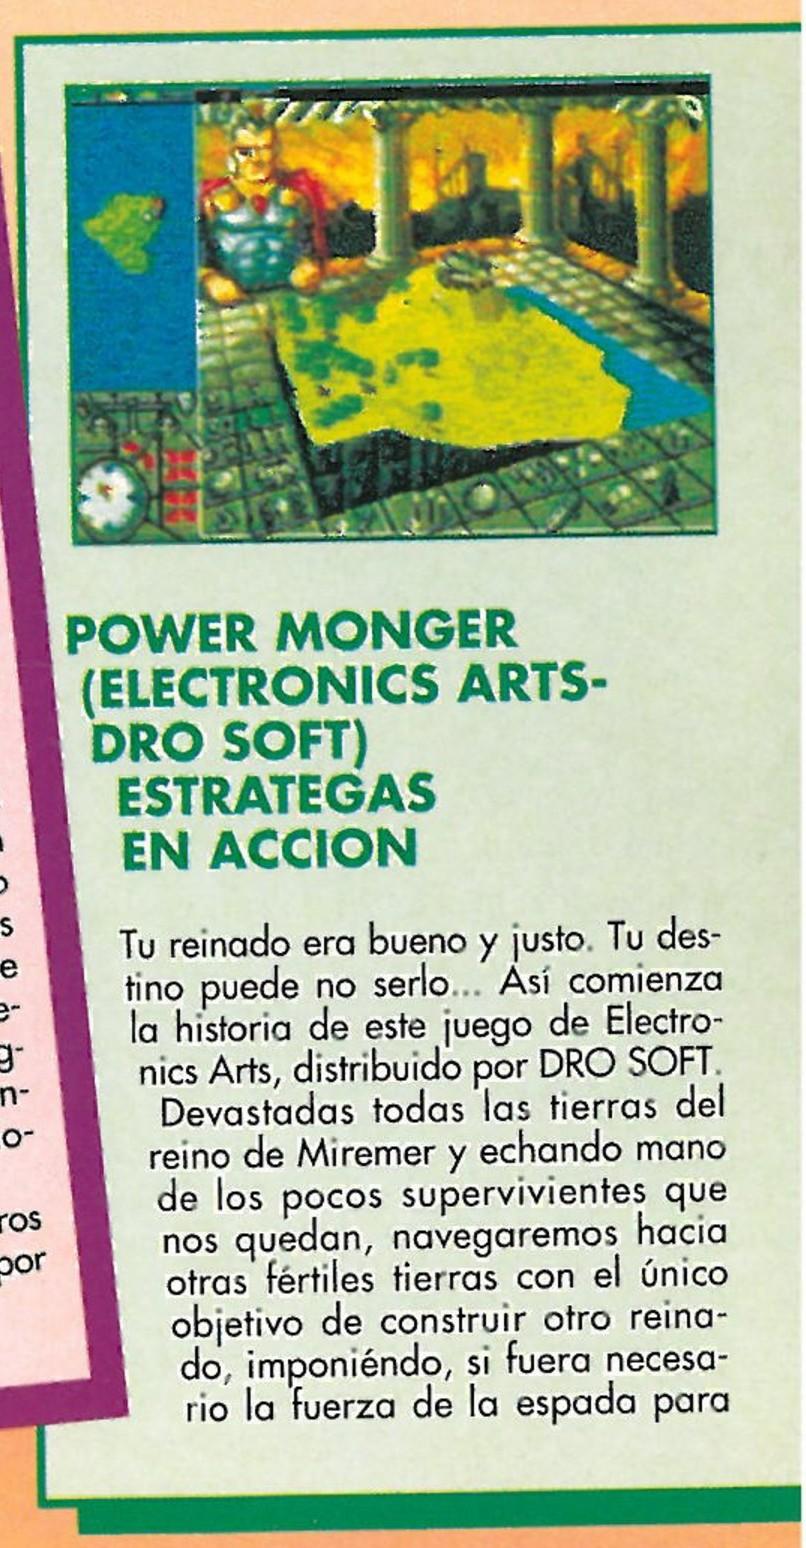 POWER MONGER
(ELECTRONICS ARTS-
DRO SOFT)
ESTRATEGAS
EN ACCION
Tu reinado era bueno y justo. Tu des-
tino puede no serlo... Así comienza
la historia de este juego de Electro-
nics Arts, distribuido por DRO SOFT.
Devastadas todas las tierras del
reino de Miremer y echando mano
de los pocos supervivientes que
nos quedan, navegaremos hacia
otras fértiles tierras con el único
objetivo de construir otro reina-
do, imponiéndo, si fuera necesa-
rio la fuerza de la espada para
s
e
e-
g-
n-
o-
ros
por